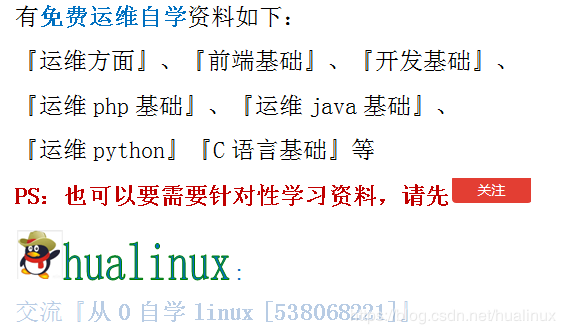 有免费运维自学资料如下：
『运维方面』、『前端基础』、『开发基础』、
『运维 php 基础』、『运维 java 基础』、
『运维 python』『C 语言基础』等
PS：也可以要需要针对性学习资料，请先 关注
hualinux：
交流『从 0 自学 linux [538068221]』
https://blog.csdn.net/hualinux